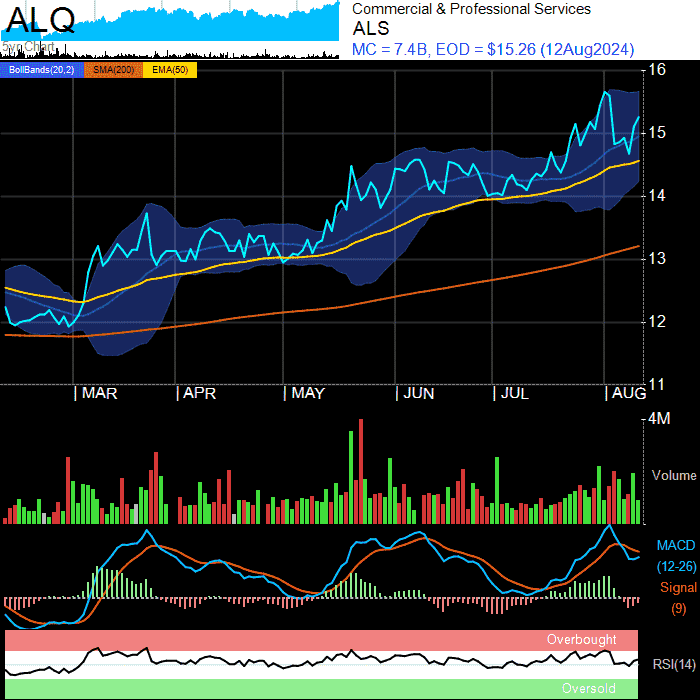 ALQ
Commercial & Professional Services
ALS
MC = 7.4B, EOD = $15.26 (12Aug2024)
BollBands(20,2) SMA(200) EMA(50)
16
15
14
13
12
11
MAR APR MAY JUN JUL AUG
4M
Volume
MACD
(12-26)
Signal
(9)
Overbought
RSI(14)
Oversold